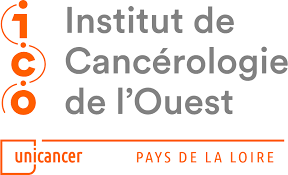 ico
Institut de
Cancérologie
de l'Ouest
unicancer
PAYS DE LA LOIRE